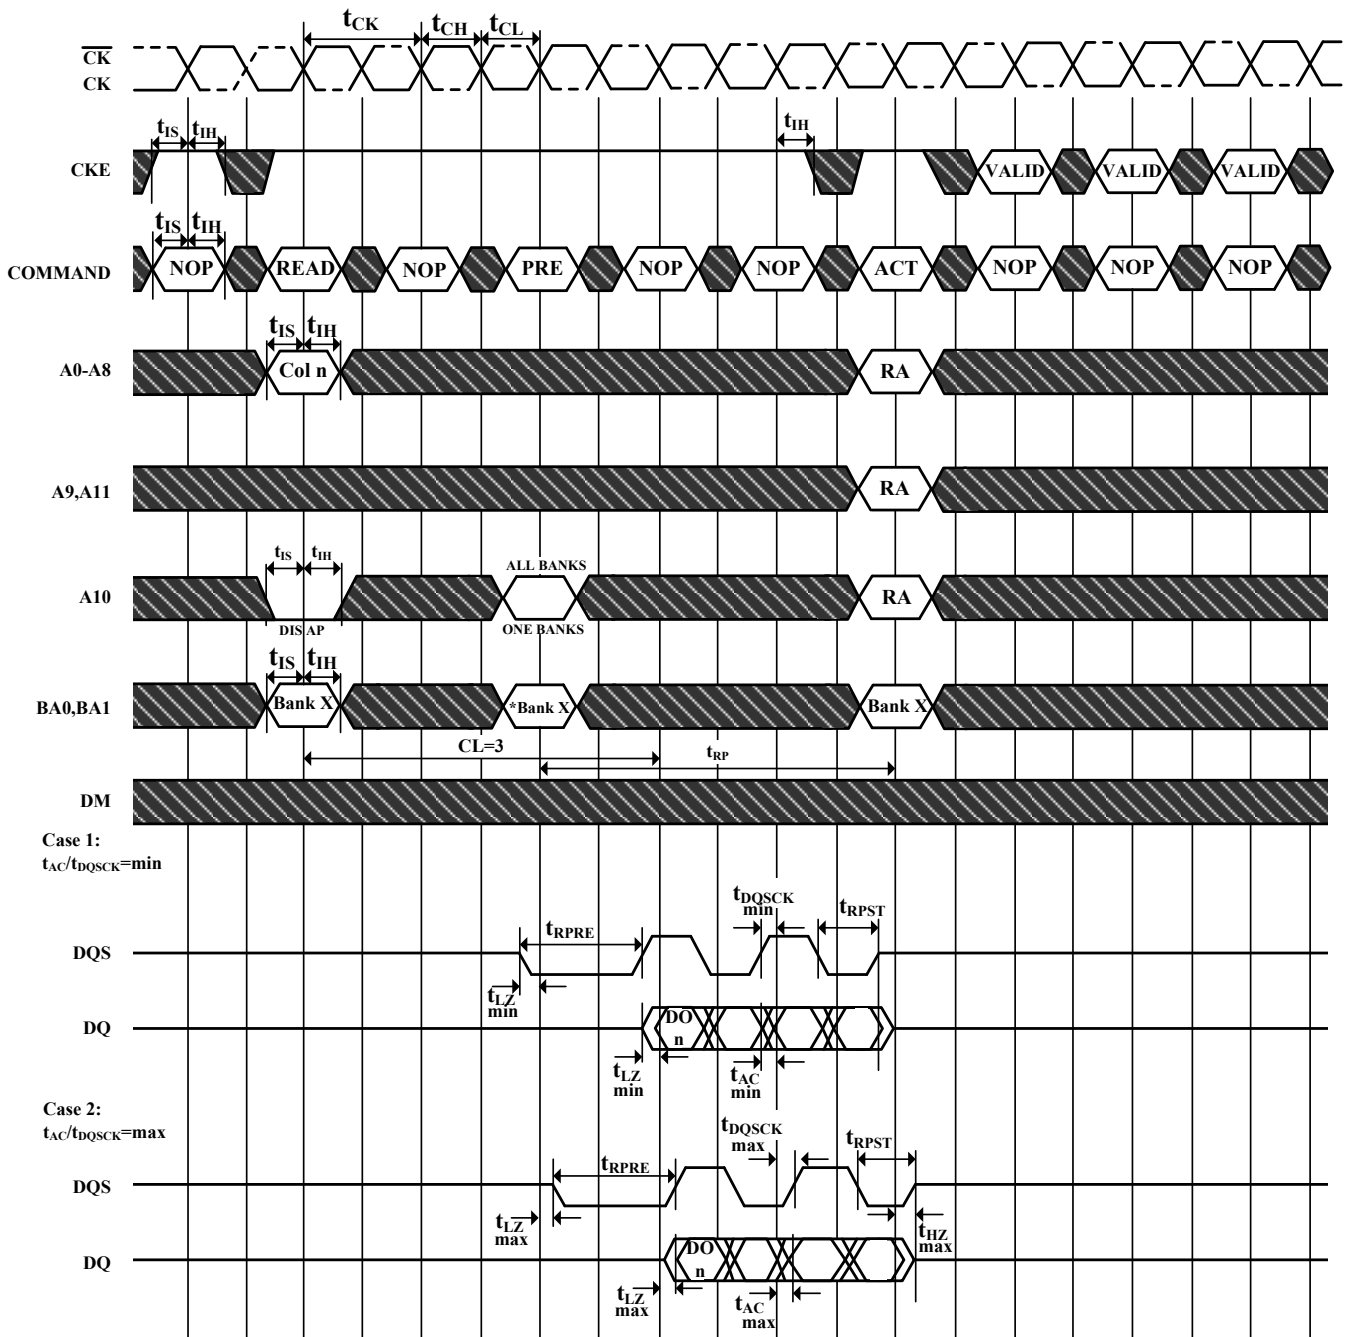 tCK tCH tCL
CK
CK
tIS tIH tIH
CKE VALID VALID VALID
tIS tIH
COMMAND NOP READ NOP PRE NOP NOP ACT NOP NOP NOP
tIS tIH
A0-A8 Col n RA
A9,A11 RA
tIS tIH ALL BANKS
A10 RA
DIS AP ONE BANKS
tIS tIH
BA0,BA1 Bank X *Bank X Bank X
CL=3 tRP
DM
Case 1:
tAC/tDQSCK=min
tDQSCK
min
tRPRE tRPST
DQS
tLZ
min
DQ DO
n
tLZ
min
tAC
min
Case 2:
tAC/tDQSCK=max
tDQSCK
max
tRPRE tRPST
DQS
tLZ
max
tHZ
max
DQ DO
n
tLZ
max
tAC
max